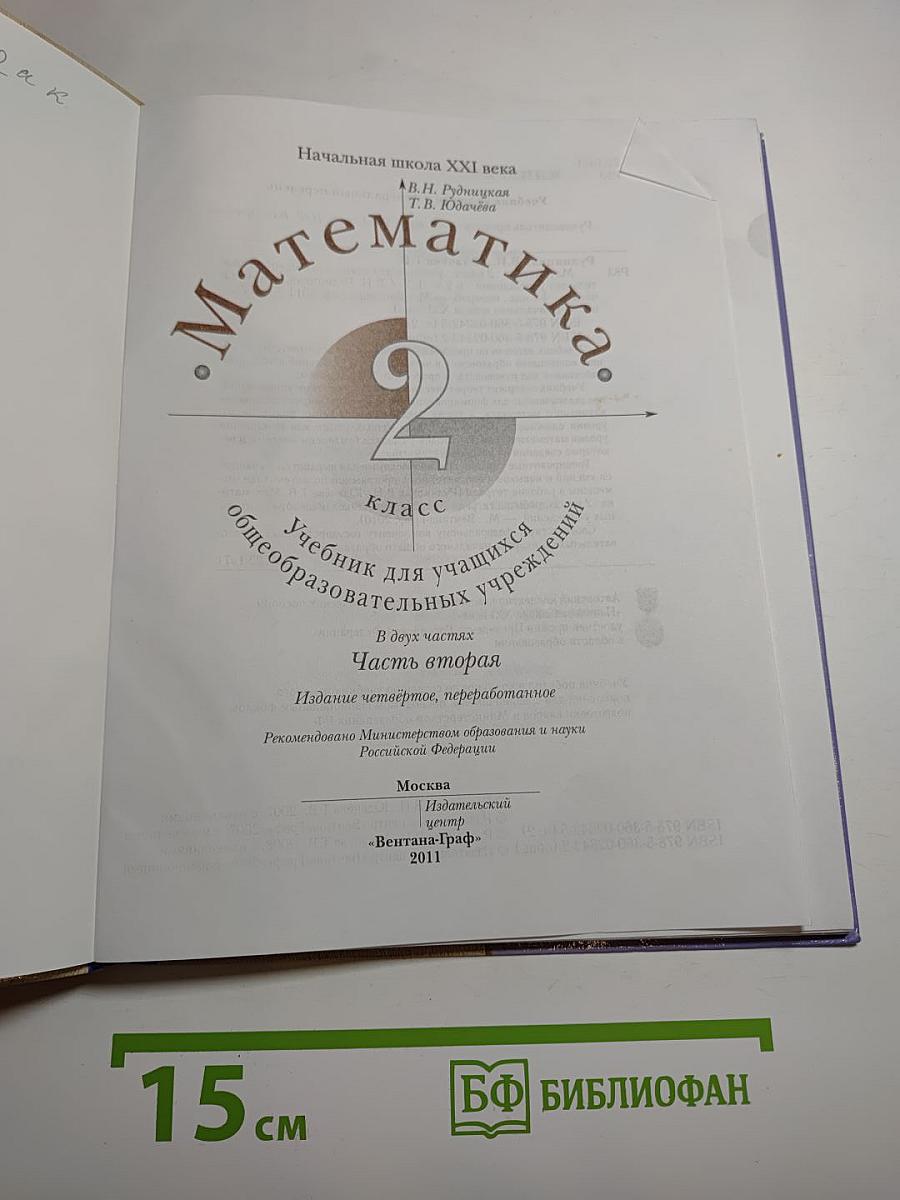 Начальная школа XXI века
В. Н. Рудницкая
Т. В. Юдачёва
Математика
2
класс
Учебник для учащихся
общеобразовательных учреждений
В двух частях
Часть вторая
Издание четвёртое, переработанное
Рекомендовано Министерством образования и науки
Российской Федерации
Москва
Издательский
центр
«Вентана-Граф»
2011
15 см
БФ БИБЛИОФАН